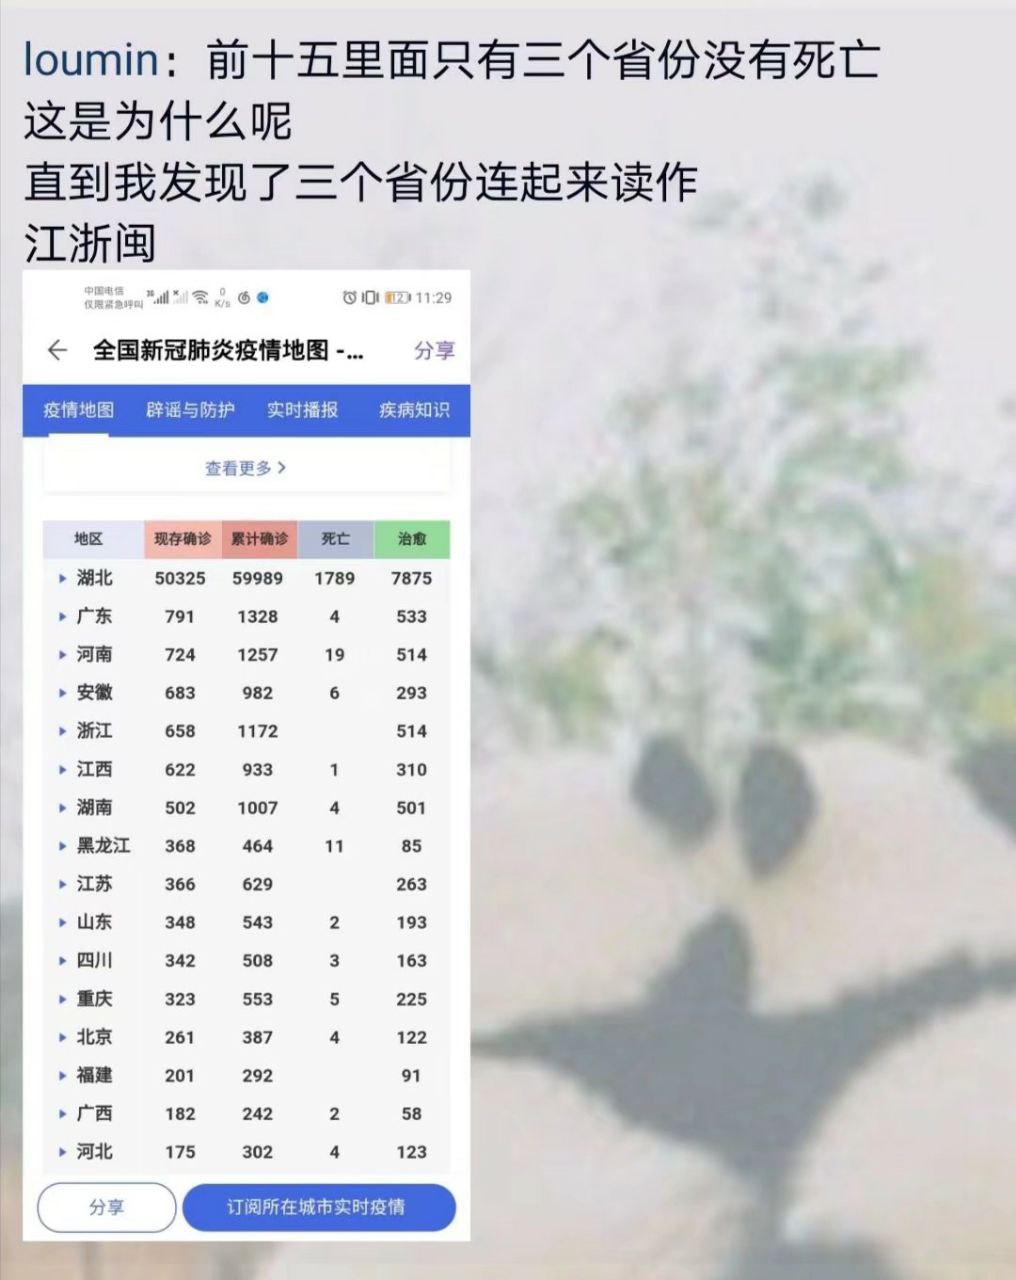 loumin：前十五里面只有三个省份没有死亡
这是为什么呢
直到我发现了三个省份连起来读作
江浙闽
中国电信
仅限紧急呼叫
3G
0
K/s
12
11:29
← 全国新冠肺炎疫情地图 -... 分享
疫情地图 辟谣与防护 实时播报 疾病知识
查看更多 >
地区 现存确诊 累计确诊 死亡 治愈
湖北 50325 59989 1789 7875
广东 791 1328 4 533
河南 724 1257 19 514
安徽 683 982 6 293
浙江 658 1172 514
江西 622 933 1 310
湖南 502 1007 4 501
黑龙江 368 464 11 85
江苏 366 629 263
山东 348 543 2 193
四川 342 508 3 163
重庆 323 553 5 225
北京 261 387 4 122
福建 201 292 91
广西 182 242 2 58
河北 175 302 4 123
分享 订阅所在城市实时疫情